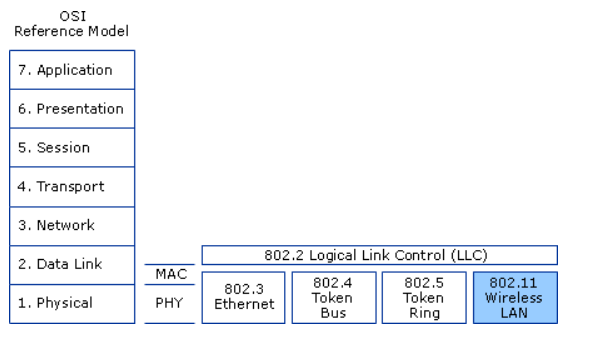 OSI
Reference Model
7. Application
6. Presentation
5. Session
4. Transport
3. Network
2. Data Link
1. Physical
MAC
PHY
802.2 Logical Link Control (LLC)
802.3
Ethernet
802.4
Token
Bus
802.5
Token
Ring
802.11
Wireless
LAN